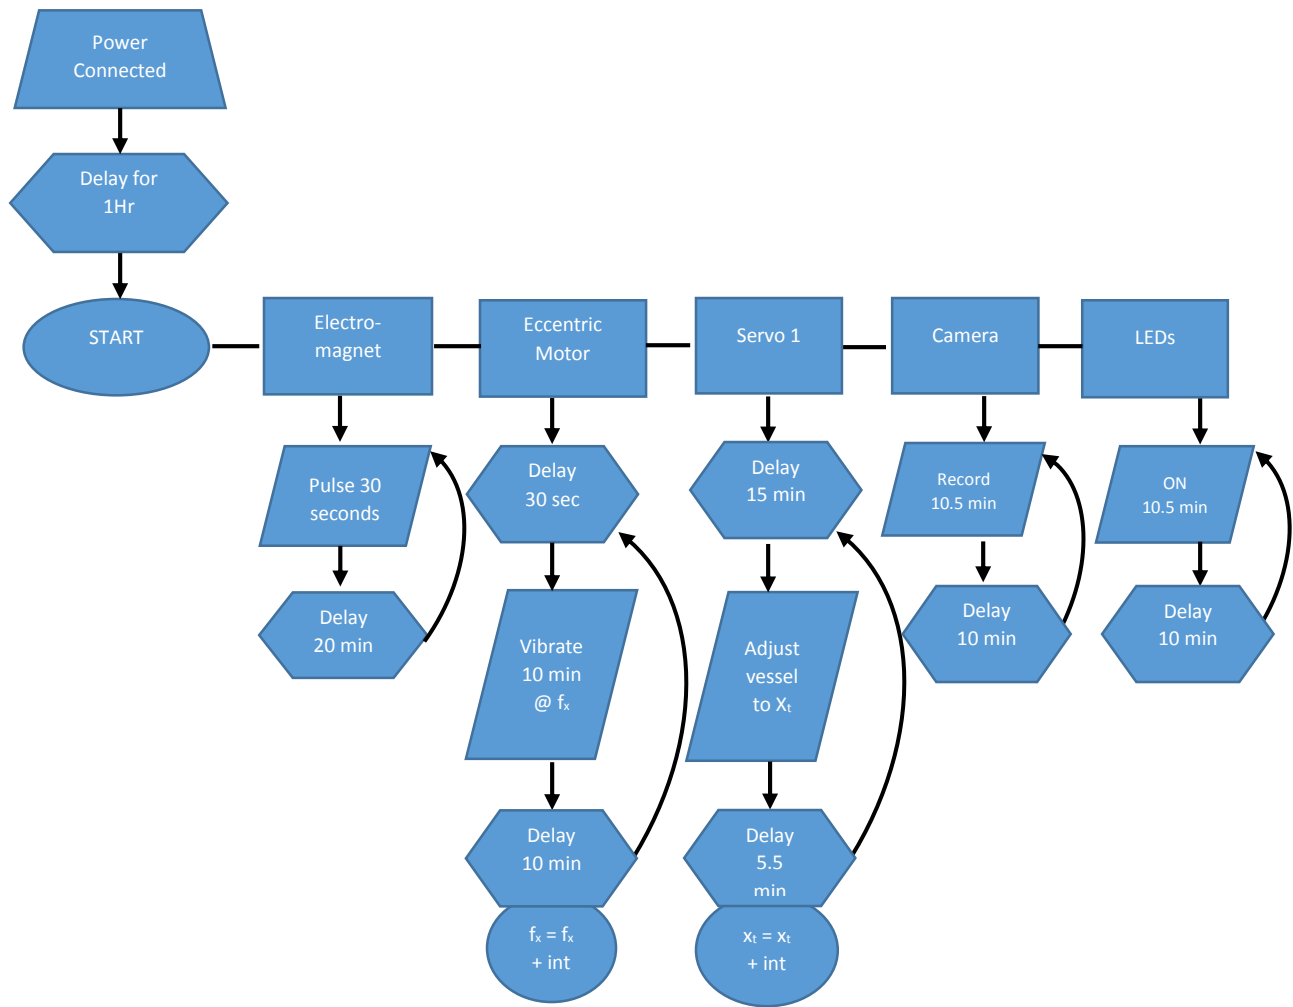 Power
Connected
Delay for
1Hr
START
Electro-
magnet
Eccentric
Motor
Servo 1
Camera
LEDs
Pulse 30
seconds
Delay
20 min
Delay
30 sec
Vibrate
10 min
@ fₓ
Delay
10 min
fₓ = fₓ
+ int
Delay
15 min
Adjust
vessel
to Xₜ
Delay
5.5
min
xₜ = xₜ
+ int
Record
10.5 min
Delay
10 min
ON
10.5 min
Delay
10 min